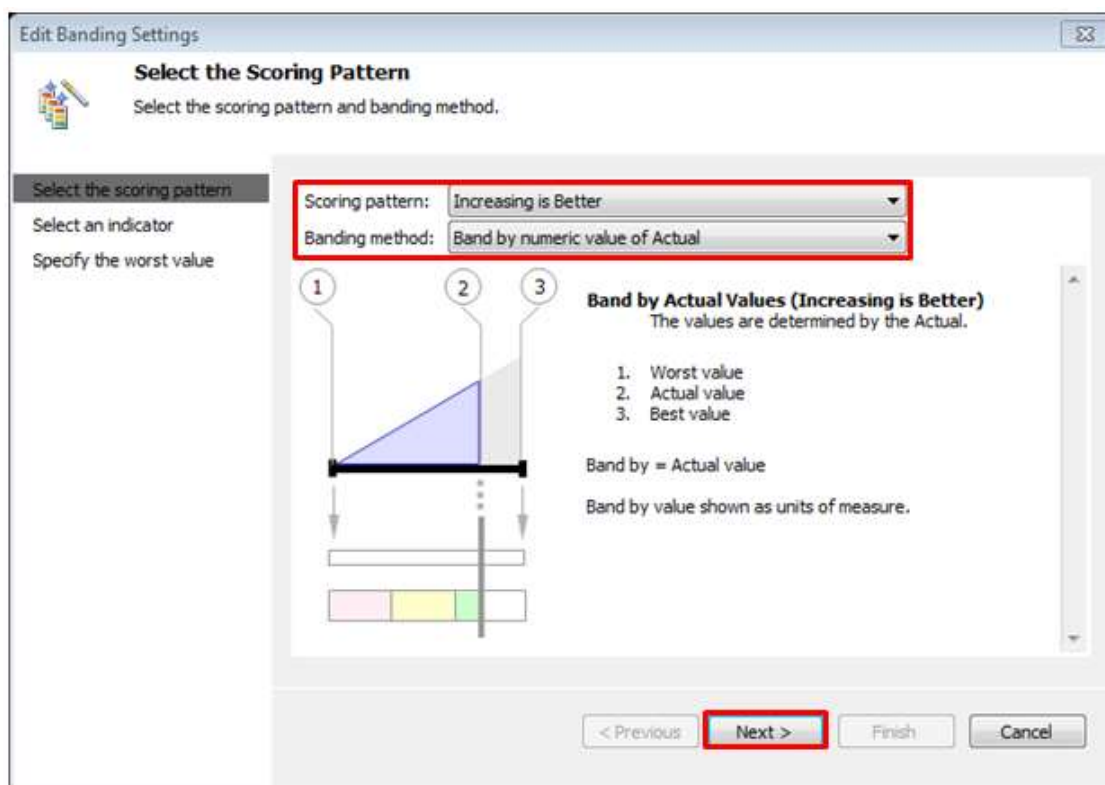 Edit Banding Settings
Select the Scoring Pattern
Select the scoring pattern and banding method.
Select the scoring pattern
Select an indicator
Specify the worst value
Scoring pattern: Increasing is Better
Banding method: Band by numeric value of Actual
1 2 3
Band by Actual Values (Increasing is Better)
The values are determined by the Actual.
1. Worst value
2. Actual value
3. Best value
Band by = Actual value
Band by value shown as units of measure.
< Previous Next > Finish Cancel